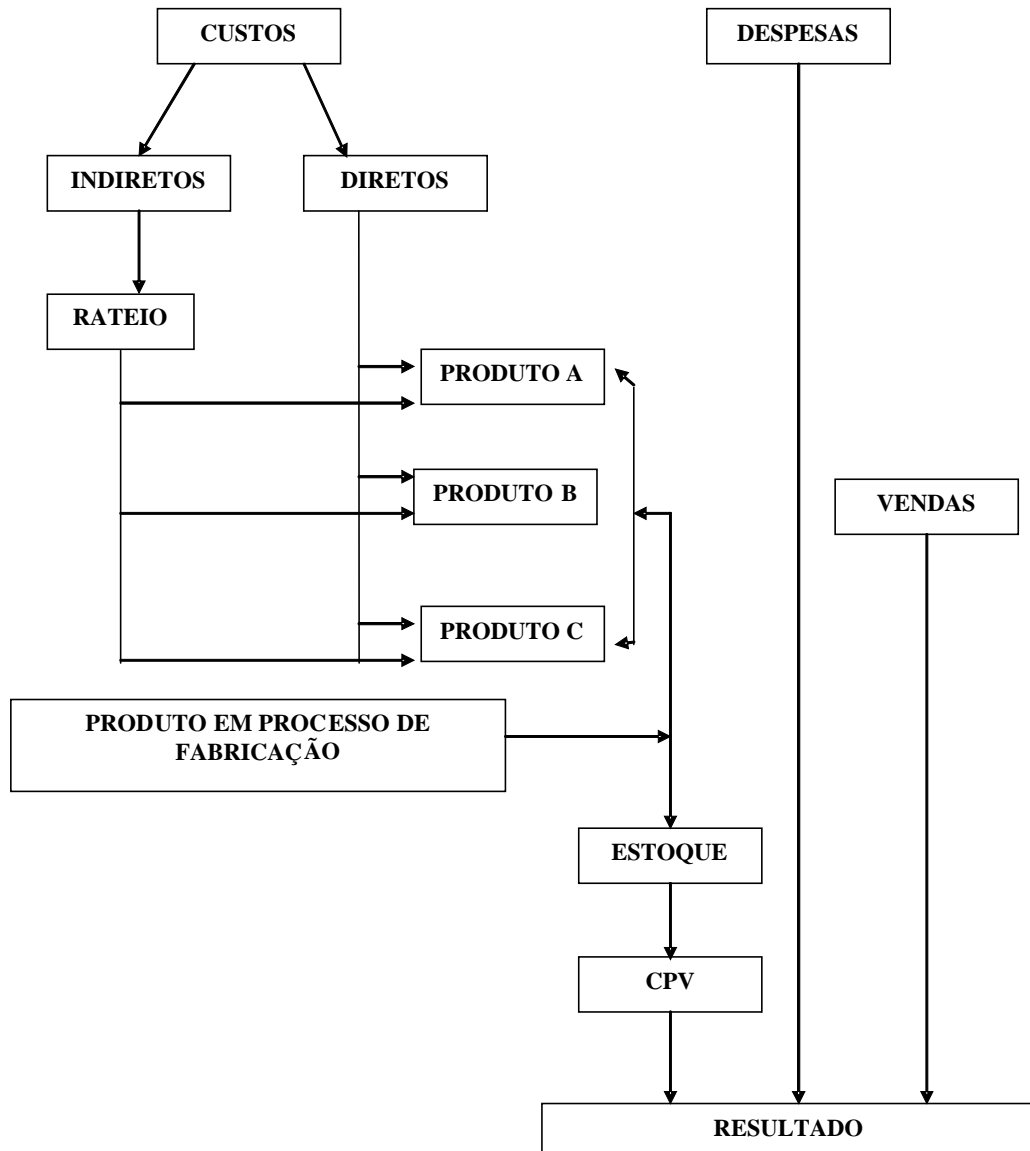 CUSTOS
DESPESAS
INDIRETOS
DIRETOS
RATEIO
PRODUTO A
PRODUTO B
VENDAS
PRODUTO C
PRODUTO EM PROCESSO DE
FABRICAÇÃO
ESTOQUE
CPV
RESULTADO